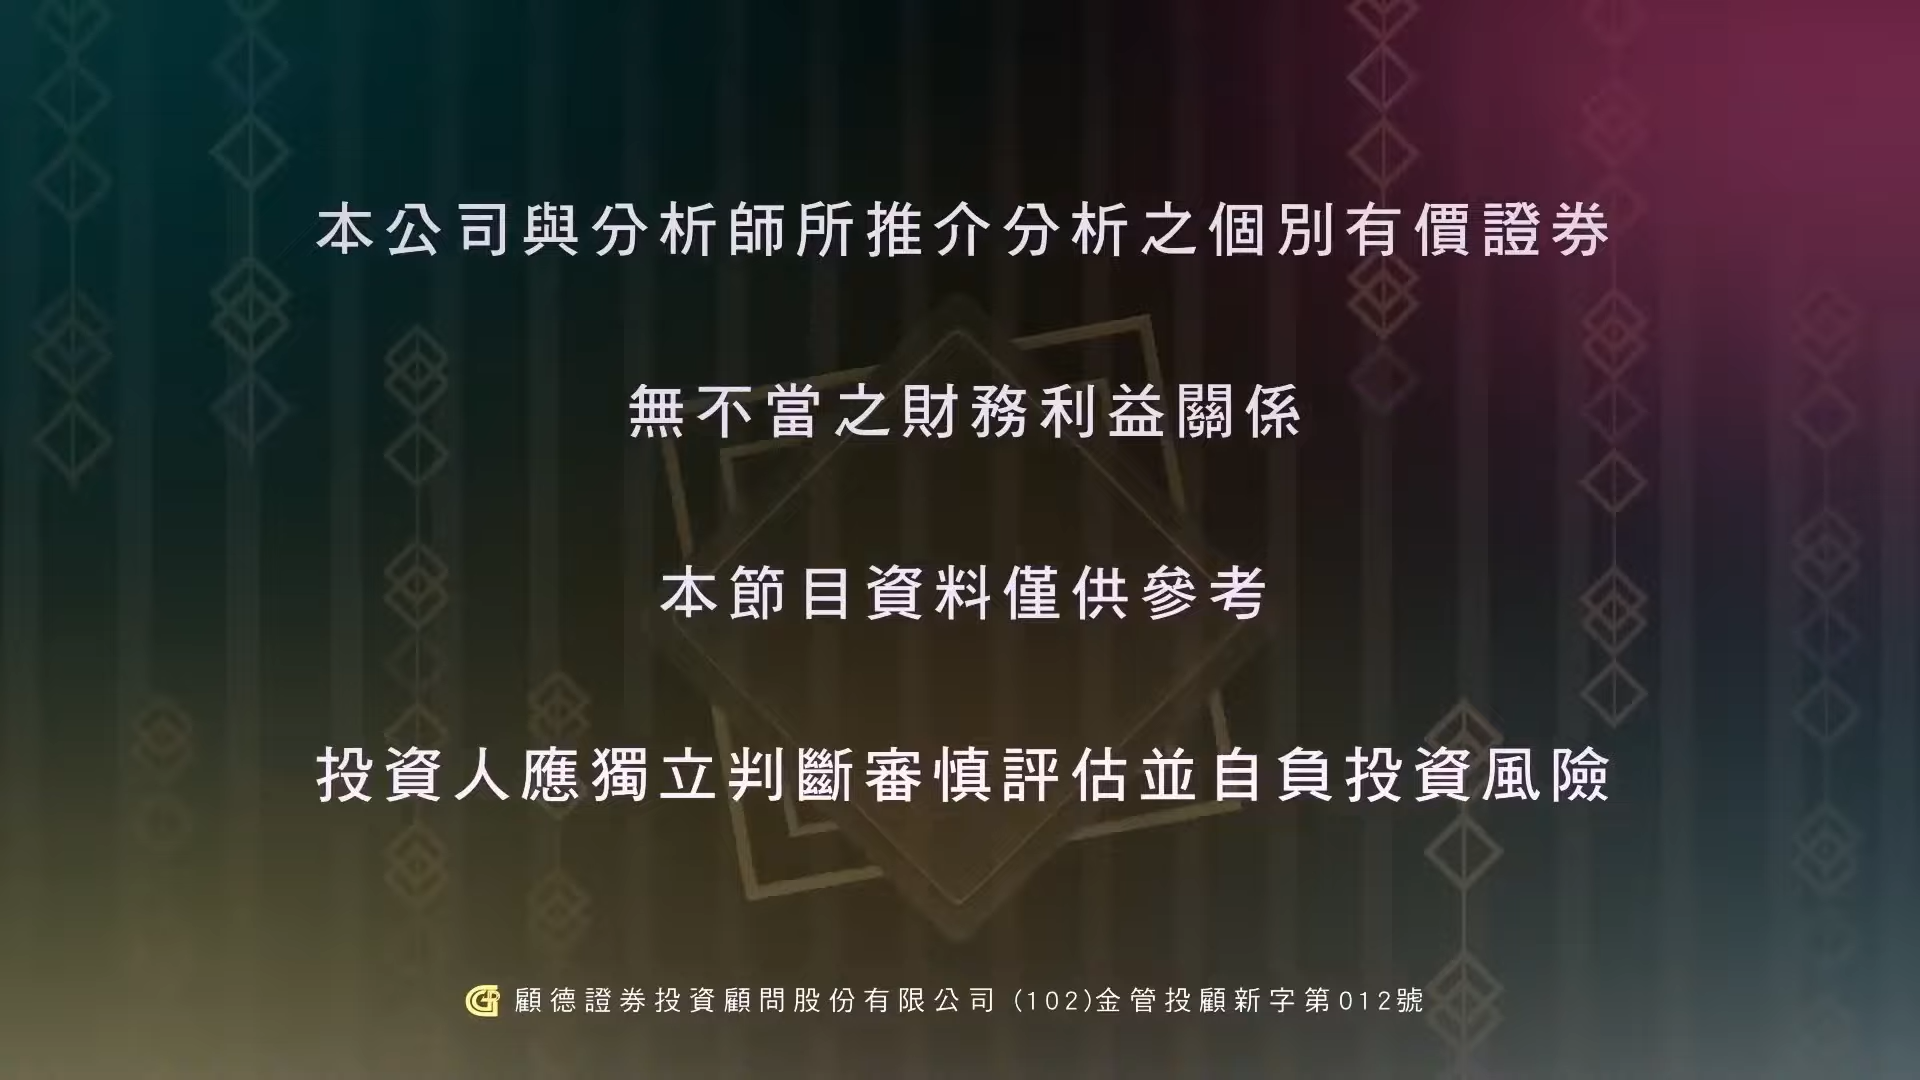 本公司與分析師所推介分析之個別有價證券
無不當之財務利益關係
本節目資料僅供參考
投資人應獨立判斷審慎評估並自負投資風險
顧德證券投資顧問股份有限公司 (102)金管投顧新字第012號